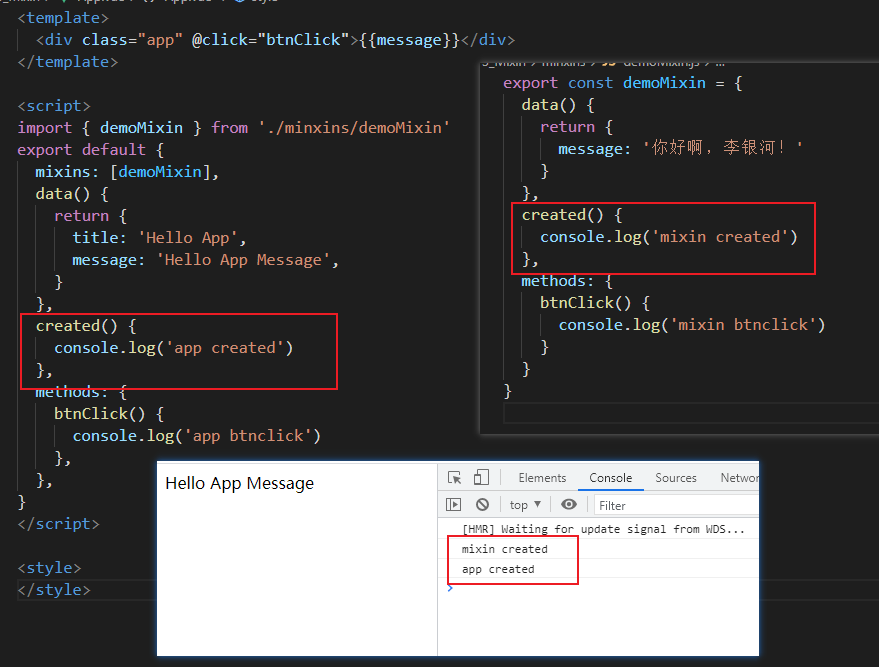 <template>
  <div class="app" @click="btnClick">{{message}}</div>
</template>

<script>
import { demoMixin } from './minxins/demoMixin'
export default {
  mixins: [demoMixin],
  data() {
    return {
      title: 'Hello App',
      message: 'Hello App Message',
    }
  },
  created() {
    console.log('app created')
  },
  methods: {
    btnClick() {
      console.log('app btnclick')
    },
  },
}
</script>

<style>
</style>
export const demoMixin = {
  data() {
    return {
      message: '你好啊, 李银河! '
    }
  },
  created() {
    console.log('mixin created')
  },
  methods: {
    btnClick() {
      console.log('mixin btnclick')
    }
  }
}
Hello App Message
Elements Console Sources Networ
top ▼ Filter
[HMR] Waiting for update signal from WDS...
mixin created
app created
>